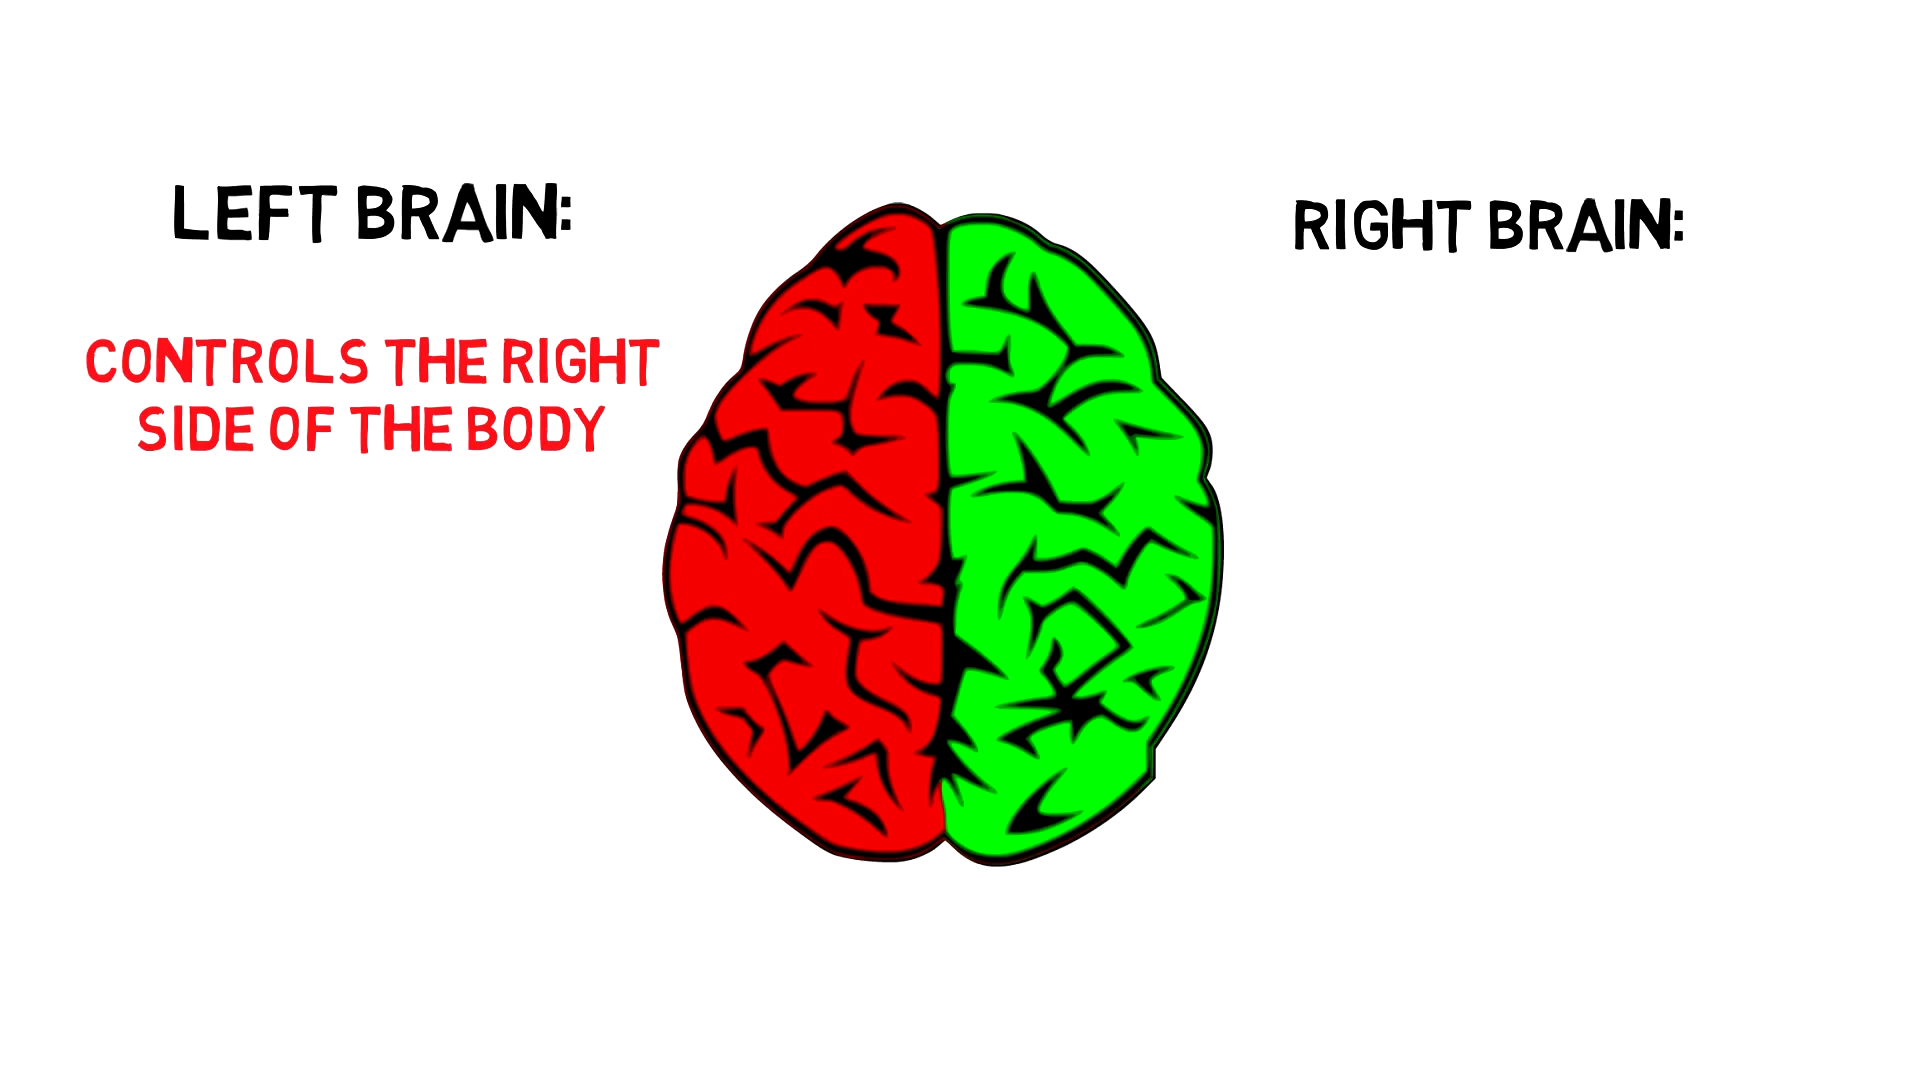 LEFT BRAIN:
CONTROLS THE RIGHT
SIDE OF THE BODY
RIGHT BRAIN: